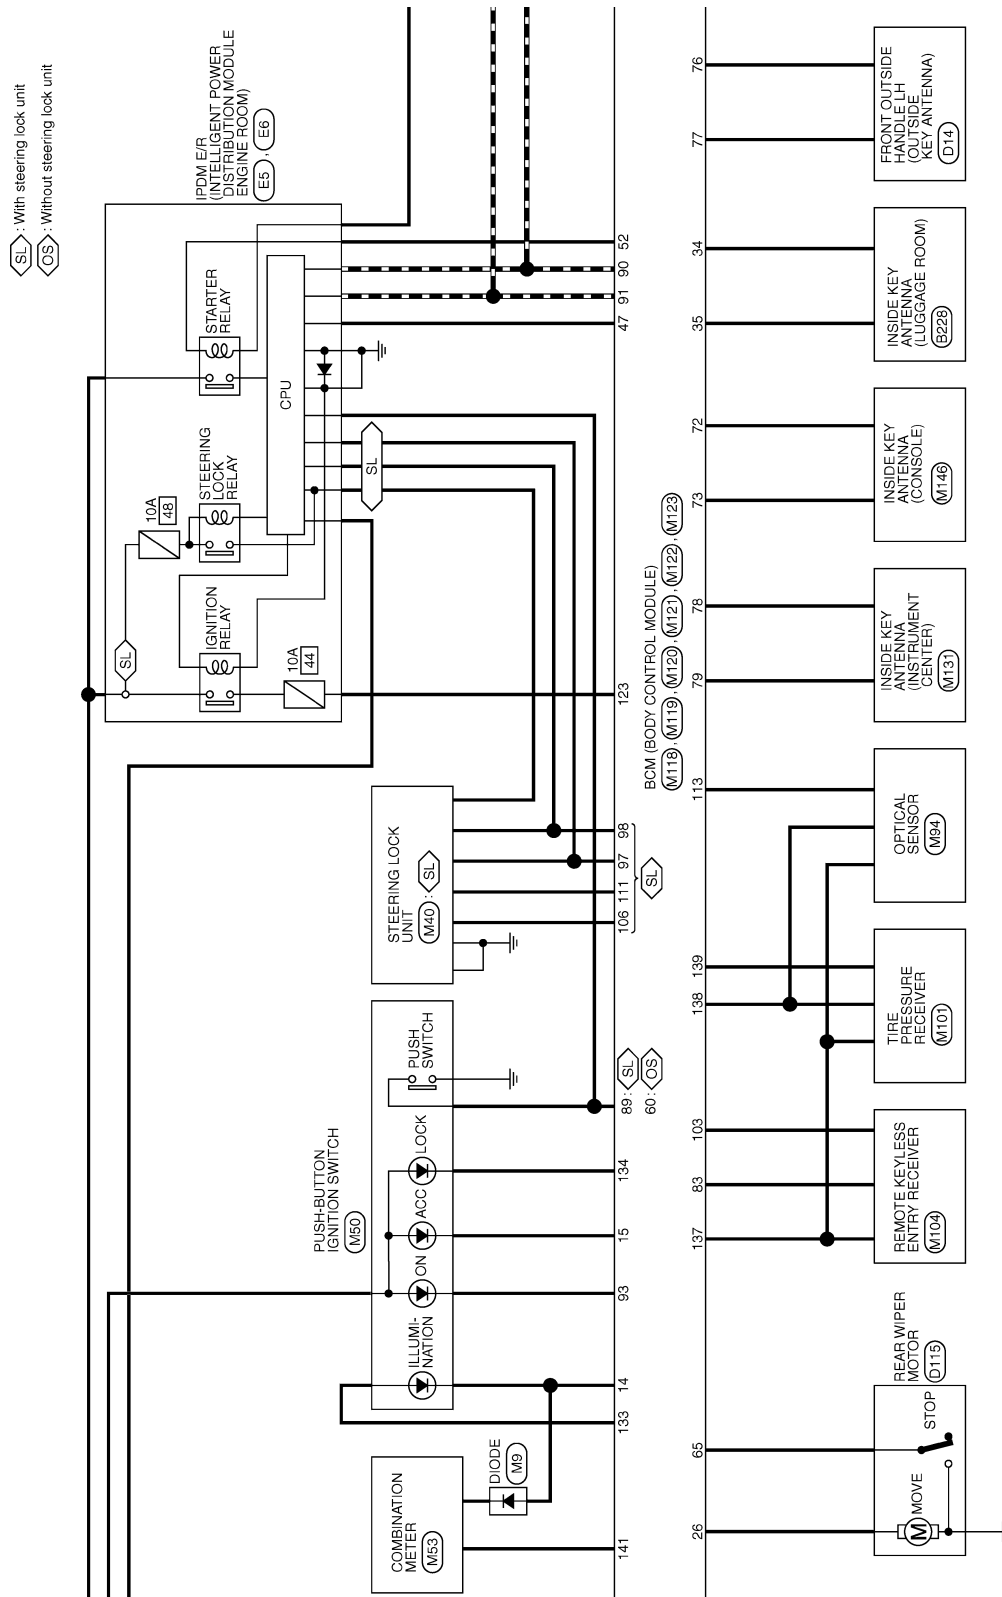 SL : With steering lock unit
OS : Without steering lock unit
IPDM E/R
(INTELLIGENT POWER
DISTRIBUTION MODULE
ENGINE ROOM)
E5 , E6
STARTER
RELAY
CPU
STEERING
LOCK
RELAY
10A
48
IGNITION
RELAY
10A
44
SL
SL
52
90
91
47
123
STEERING LOCK
UNIT
M40 : SL
98
97
111
106
SL
PUSH-BUTTON
IGNITION SWITCH
M50
PUSH
SWITCH
LOCK
ACC
ON
ILLUMI-
NATION
89 : SL
60 : OS
134
15
93
14
133
COMBINATION
METER
M53
DIODE
M9
141
BCM (BODY CONTROL MODULE)
M118 , M119 , M120 , M121 , M122 , M123
76
77
FRONT OUTSIDE
HANDLE LH
(OUTSIDE
KEY ANTENNA)
D14
34
35
INSIDE KEY
ANTENNA
(LUGGAGE ROOM)
B228
72
73
INSIDE KEY
ANTENNA
(CONSOLE)
M146
78
79
INSIDE KEY
ANTENNA
(INSTRUMENT
CENTER)
M131
113
OPTICAL
SENSOR
M94
139
138
TIRE
PRESSURE
RECEIVER
M101
103
83
137
REMOTE KEYLESS
ENTRY RECEIVER
M104
REAR WIPER
MOTOR
D115
65
26
STOP
MOVE
M